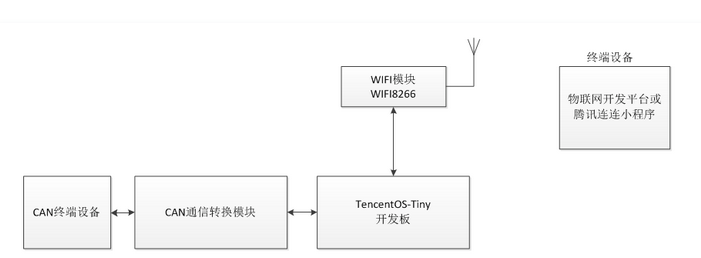 终端设备
WIFI模块
WIFI8266
物联网开发平台或
腾讯连连小程序
CAN终端设备
CAN通信转换模块
TencentOS-Tiny
开发板